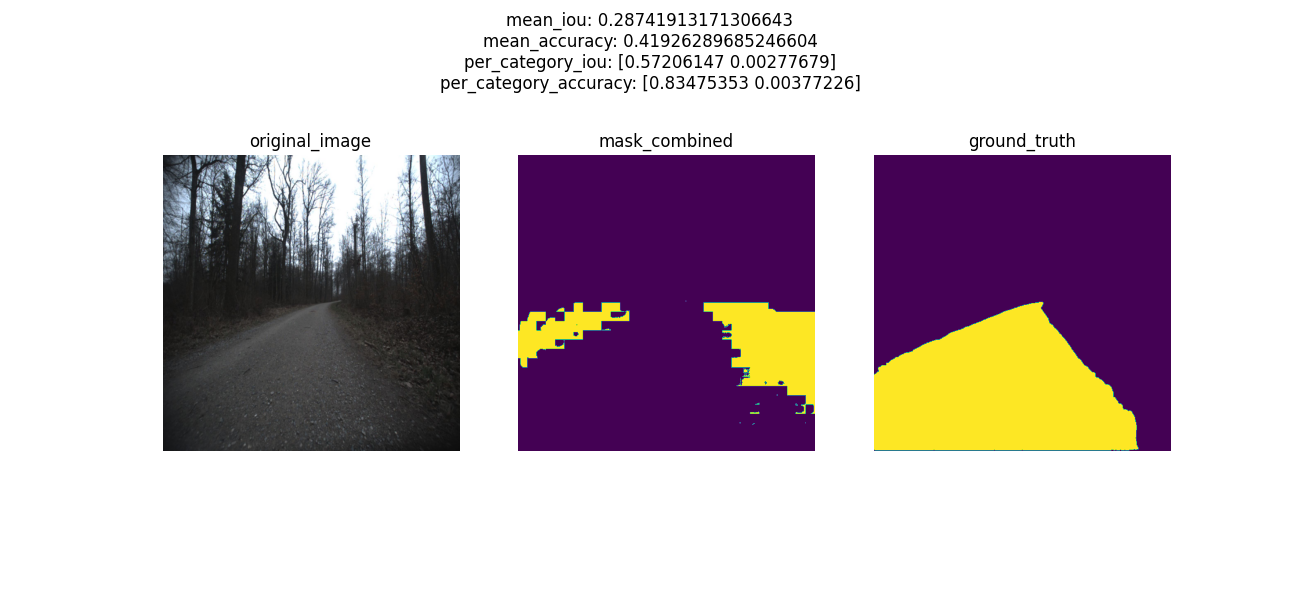 mean_iou: 0.28741913171306643
mean_accuracy: 0.41926289685246604
per_category_iou: [0.57206147 0.00277679]
per_category_accuracy: [0.83475353 0.00377226]
original_image
mask_combined
ground_truth